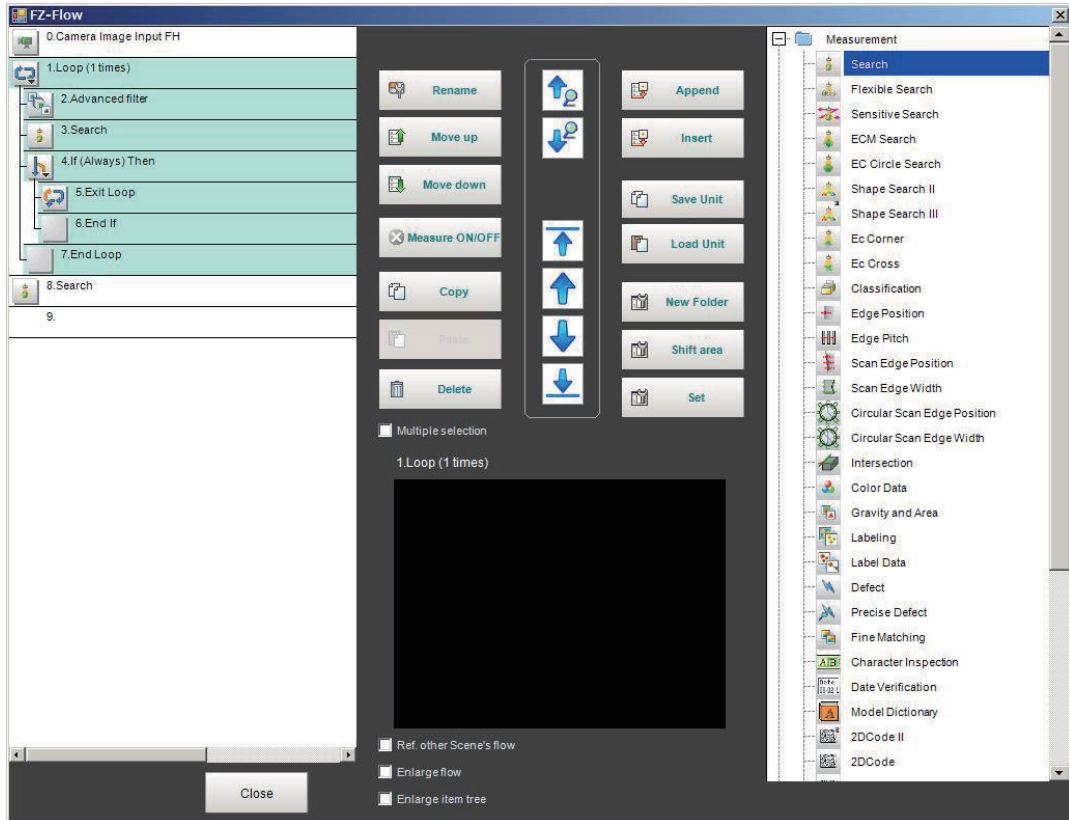 FZ-Flow
0.Camera Image Input FH
1.Loop (1 times)
2.Advanced filter
3.Search
4.If (Always) Then
5.Exit Loop
6.End If
7.End Loop
8.Search
9.
Close
Rename
Move up
Move down
Measure ON/OFF
Copy
Paste
Delete
Append
Insert
Save Unit
Load Unit
New Folder
Shift area
Set
Multiple selection
1.Loop (1 times)
Ref. other Scene's flow
Enlarge flow
Enlarge item tree
Measurement
Search
Flexible Search
Sensitive Search
ECM Search
EC Circle Search
Shape Search II
Shape Search III
Ec Corner
Ec Cross
Classification
Edge Position
Edge Pitch
Scan Edge Position
Scan Edge Width
Circular Scan Edge Position
Circular Scan Edge Width
Intersection
Color Data
Gravity and Area
Labeling
Label Data
Defect
Precise Defect
Fine Matching
Character Inspection
Date Verification
Model Dictionary
2DCode II
2DCode